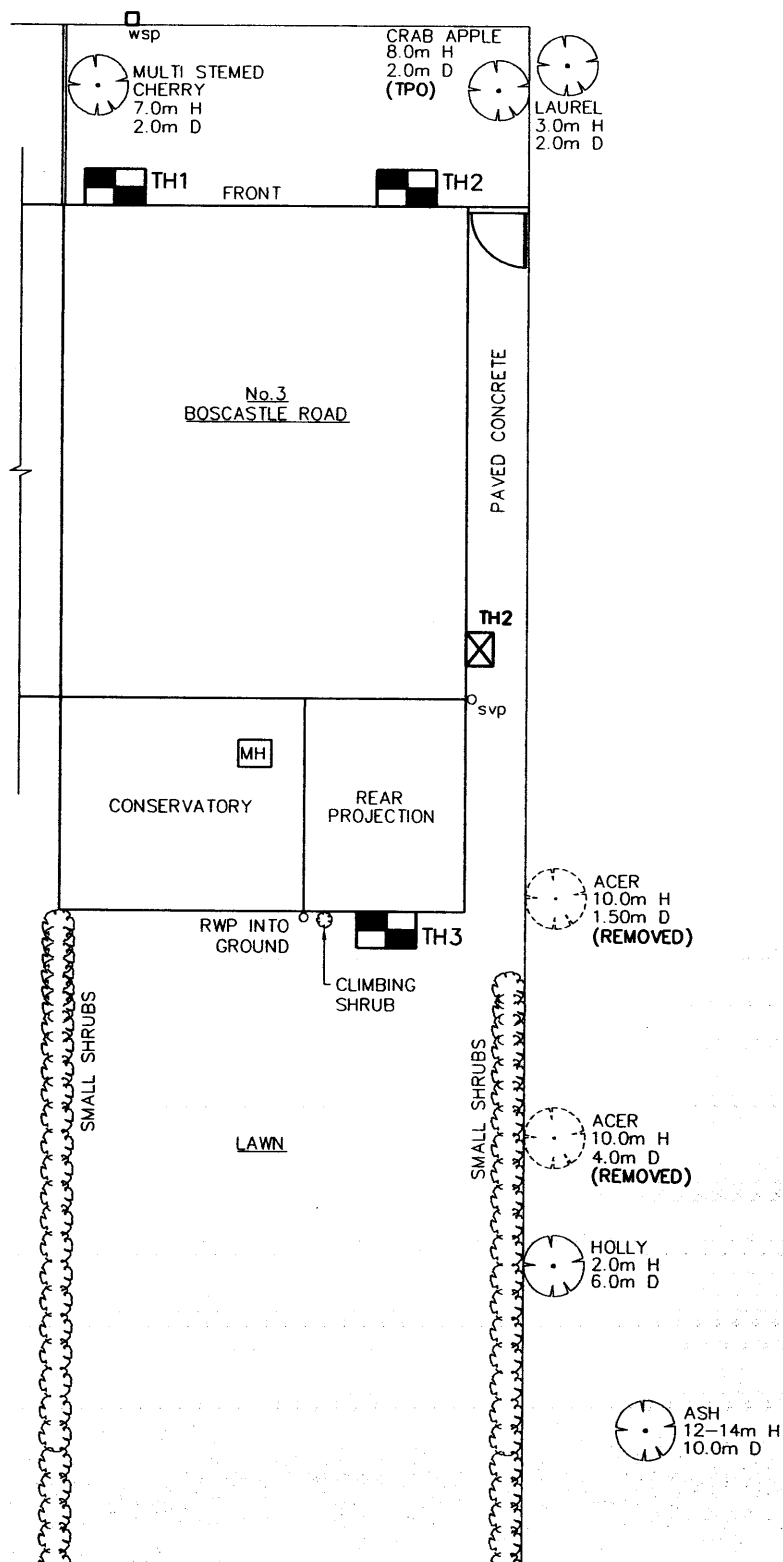 wsp
MULTI STEMED
CHERRY
7.0m H
2.0m D
CRAB APPLE
8.0m H
2.0m D
(TPO)
LAUREL
3.0m H
2.0m D
TH1
FRONT
TH2
No.3
BOSCASTLE ROAD
PAVED CONCRETE
TH2
svp
MH
CONSERVATORY
REAR
PROJECTION
ACER
10.0m H
1.50m D
(REMOVED)
RWP INTO
GROUND
TH3
CLIMBING
SHRUB
SMALL SHRUBS
SMALL SHRUBS
LAWN
ACER
10.0m H
4.0m D
(REMOVED)
HOLLY
2.0m H
6.0m D
ASH
12–14m H
10.0m D